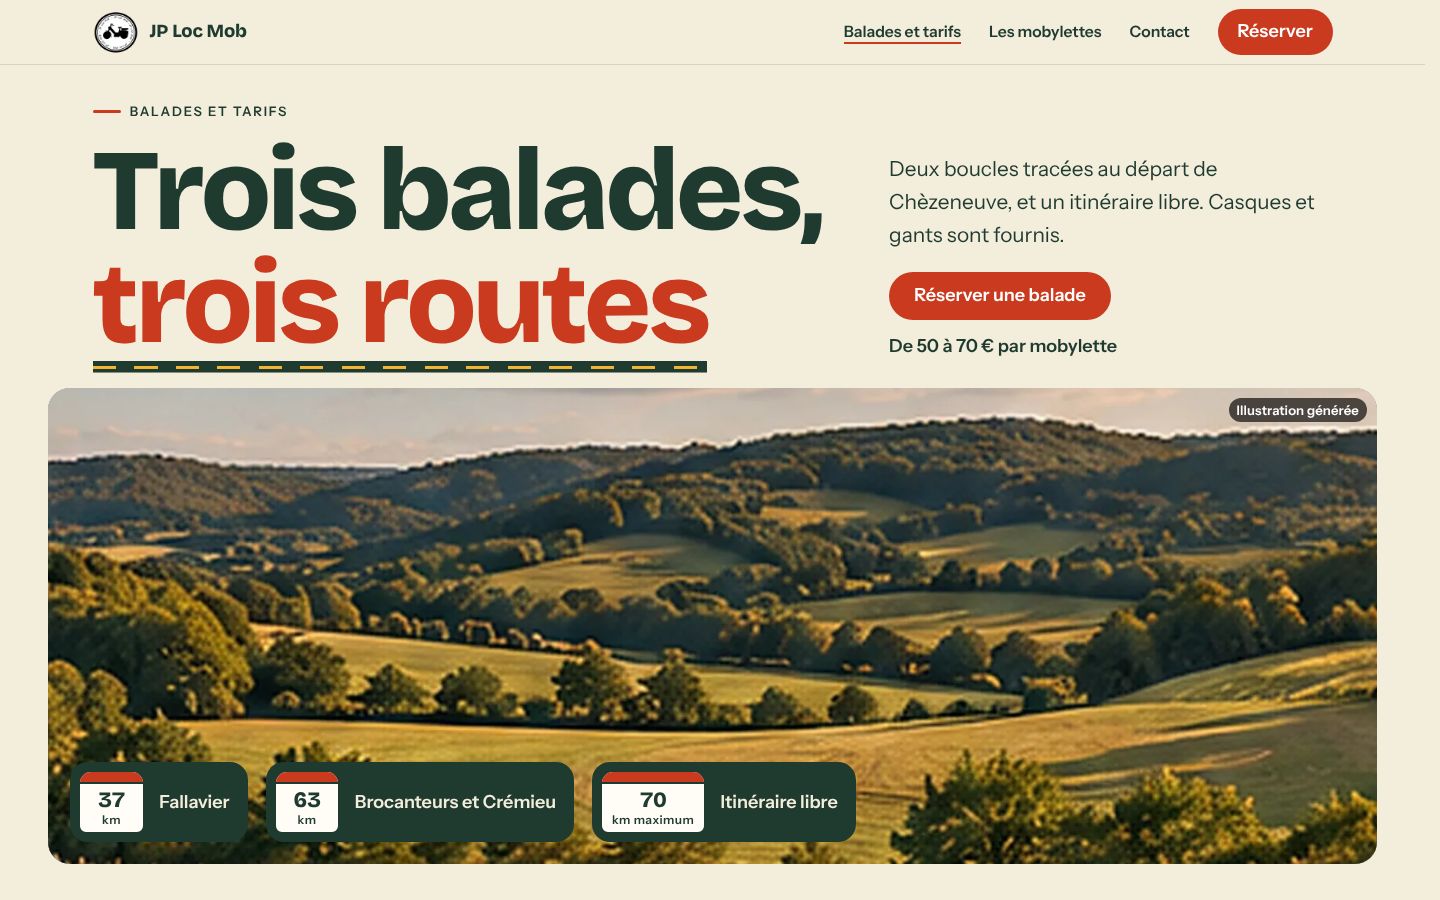 JP Loc Mob
Balades et tarifs
Les mobylettes
Contact
Réserver
BALADES ET TARIFS
Trois balades,
trois routes
Deux boucles tracées au départ de
Chèzeneuve, et un itinéraire libre. Casques et
gants sont fournis.
Réserver une balade
De 50 à 70 € par mobylette
Illustration générée
37
km
Fallavier
63
km
Brocanteurs et Crémieu
70
km maximum
Itinéraire libre